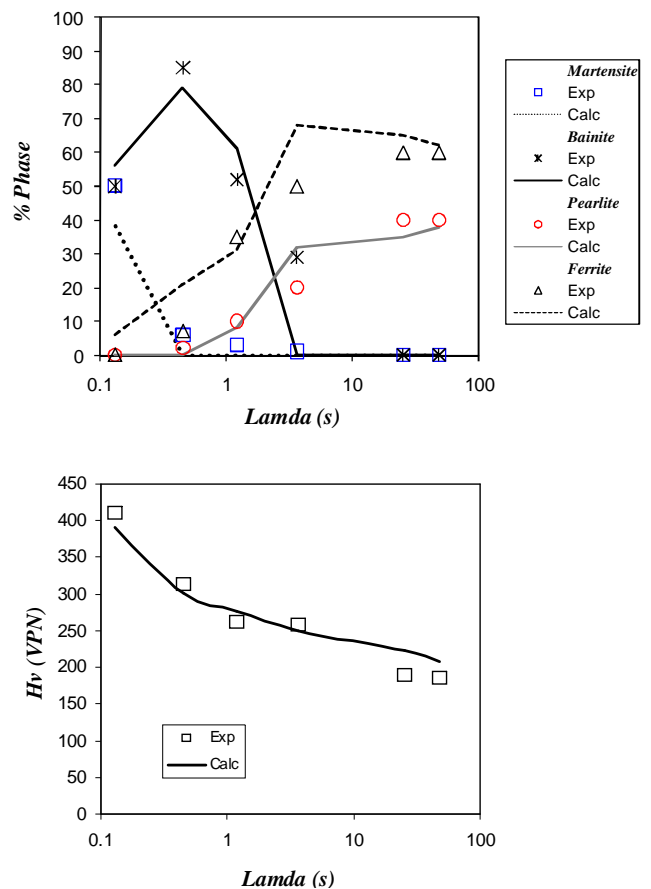 100
90
80
70
60
50
40
30
20
10
0
% Phase
0.1 1 10 100
Lamda (s)
Martensite
Exp
Calc
Bainite
Exp
Calc
Pearlite
Exp
Calc
Ferrite
Exp
Calc
450
400
350
300
250
200
150
100
50
0
Hv (VPN)
Exp
Calc
0.1 1 10 100
Lamda (s)